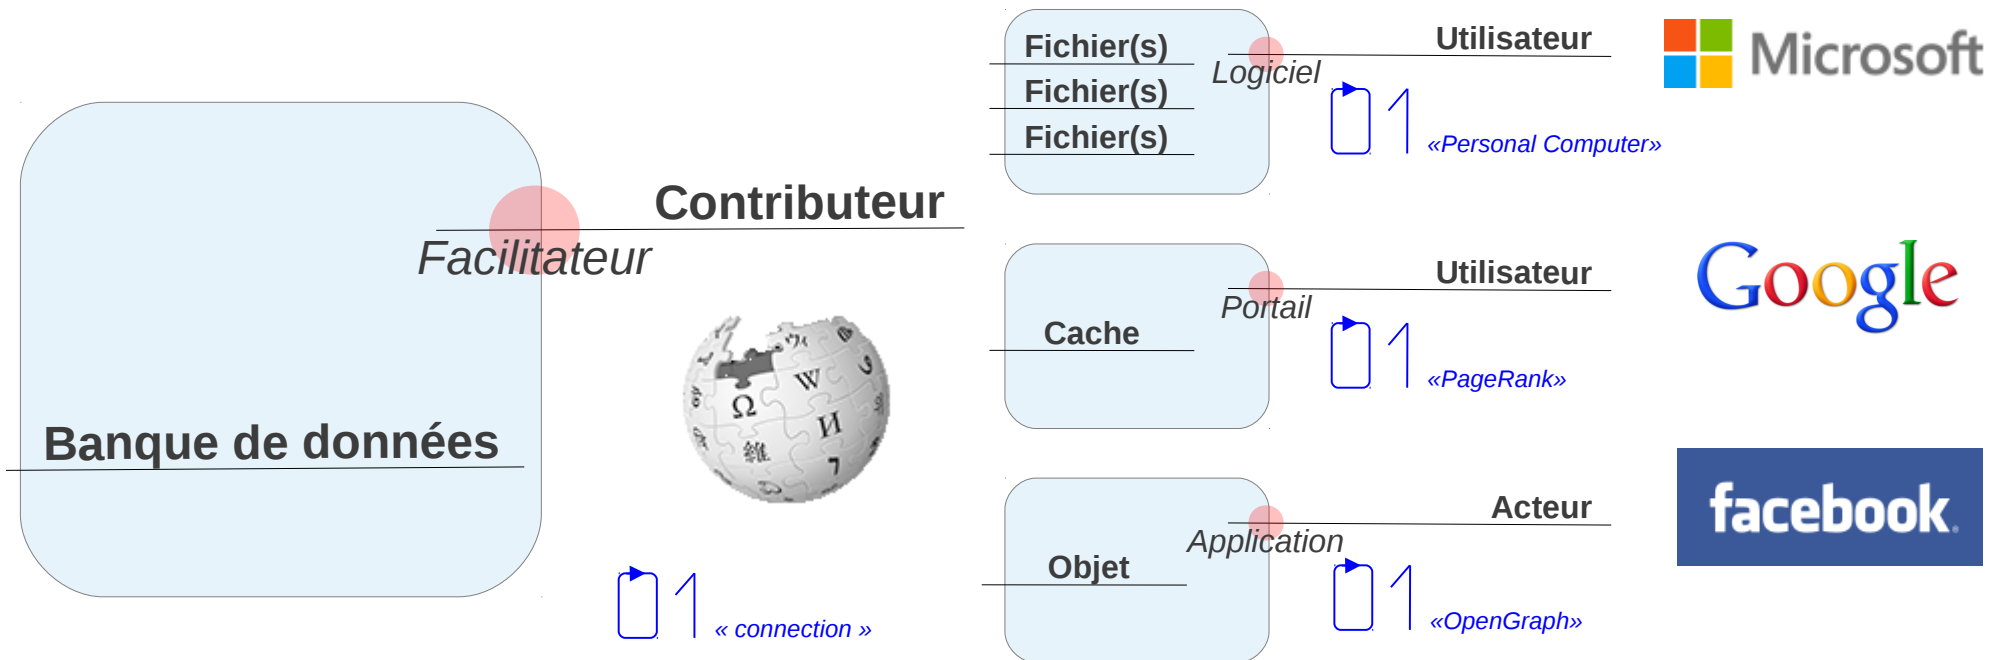 Banque de données
Facilitateur
Contributeur
Ω
W
И
維
« connection »
Fichier(s)
Fichier(s)
Fichier(s)
Logiciel
Utilisateur
«Personal Computer»
Microsoft
Cache
Portail
Utilisateur
«PageRank»
Google
Objet
Application
Acteur
«OpenGraph»
facebook.